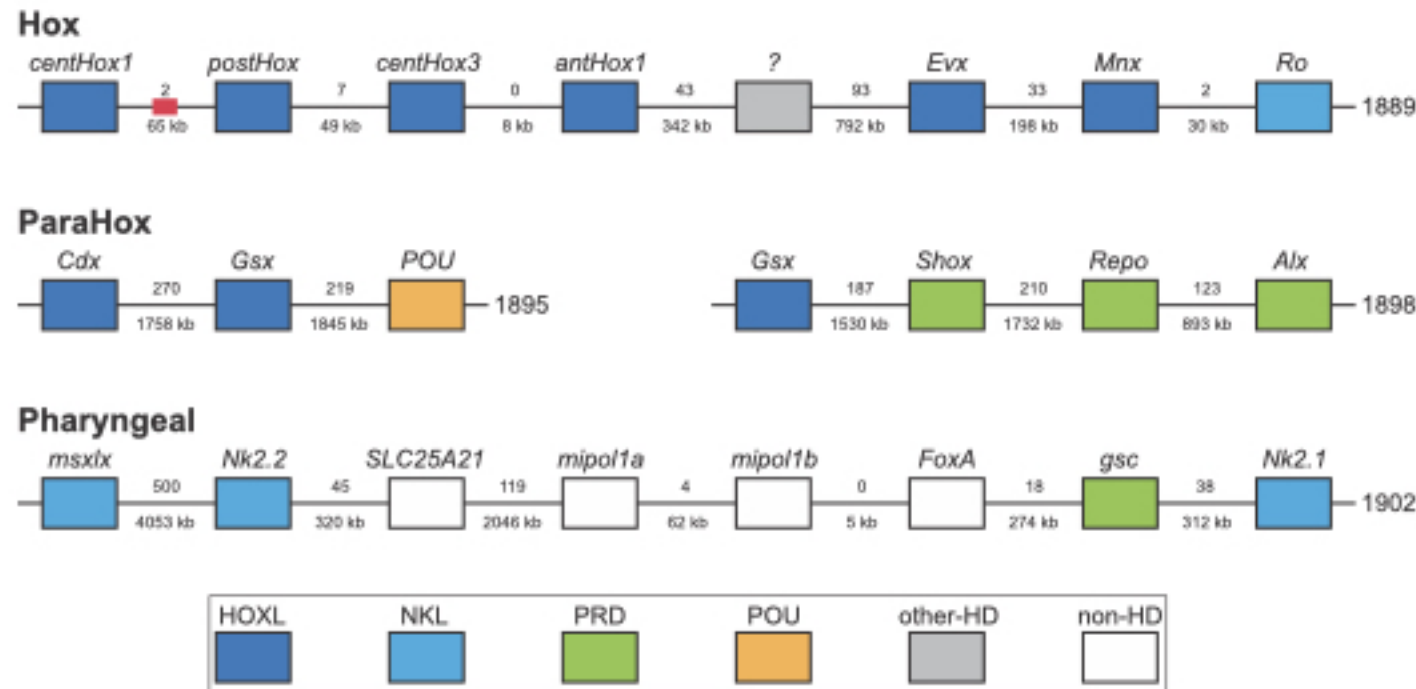 Hox
centHox1 postHox centHox3 antHox1 ? Evx Mnx Ro
2 7 0 43 93 33 2
65 kb 49 kb 8 kb 342 kb 792 kb 198 kb 30 kb
1889
ParaHox
Cdx Gsx POU Gsx Shox Repo Alx
270 219 187 210 123
1758 kb 1845 kb 1530 kb 1732 kb 893 kb
1895 1898
Pharyngeal
msxlx Nk2.2 SLC25A21 mipol1a mipol1b FoxA gsc Nk2.1
500 45 119 4 0 18 38
4053 kb 320 kb 2046 kb 62 kb 5 kb 274 kb 312 kb
1902
HOXL NKL PRD POU other-HD non-HD